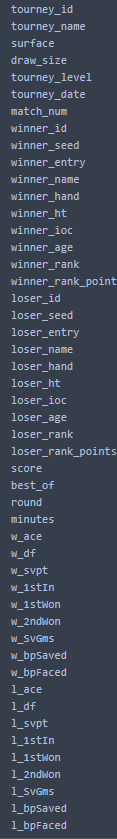 tourney_id
tourney_name
surface
draw_size
tourney_level
tourney_date
match_num
winner_id
winner_seed
winner_entry
winner_name
winner_hand
winner_ht
winner_ioc
winner_age
winner_rank
winner_rank_point
loser_id
loser_seed
loser_entry
loser_name
loser_hand
loser_ht
loser_ioc
loser_age
loser_rank
loser_rank_points
score
best_of
round
minutes
w_ace
w_df
w_svpt
w_1stIn
w_1stWon
w_2ndWon
w_SvGms
w_bpSaved
w_bpFaced
l_ace
l_df
l_svpt
l_1stIn
l_1stWon
l_2ndWon
l_SvGms
l_bpSaved
l_bpFaced